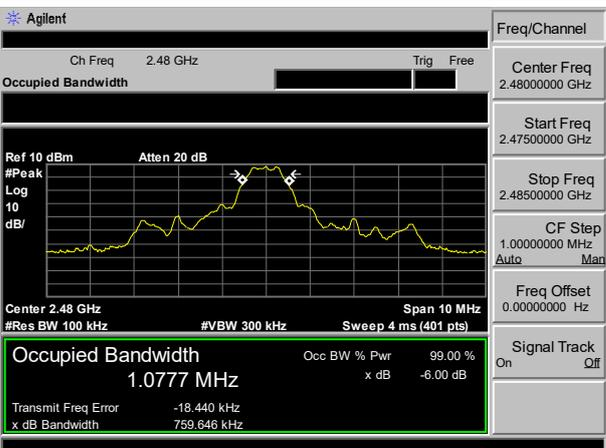 Agilent
Freq/Channel
Ch Freq 2.48 GHz Trig Free
Occupied Bandwidth
Center Freq
2.48000000 GHz
Start Freq
2.47500000 GHz
Ref 10 dBm Atten 20 dB
#Peak
Log
10
dB/
Stop Freq
2.48500000 GHz
CF Step
1.00000000 MHz
Auto Man
Freq Offset
0.00000000 Hz
Center 2.48 GHz Span 10 MHz
#Res BW 100 kHz #VBW 300 kHz Sweep 4 ms (401 pts)
Signal Track
On Off
Occupied Bandwidth
1.0777 MHz
Occ BW % Pwr 99.00 %
x dB -6.00 dB
Transmit Freq Error -18.440 kHz
x dB Bandwidth 759.646 kHz